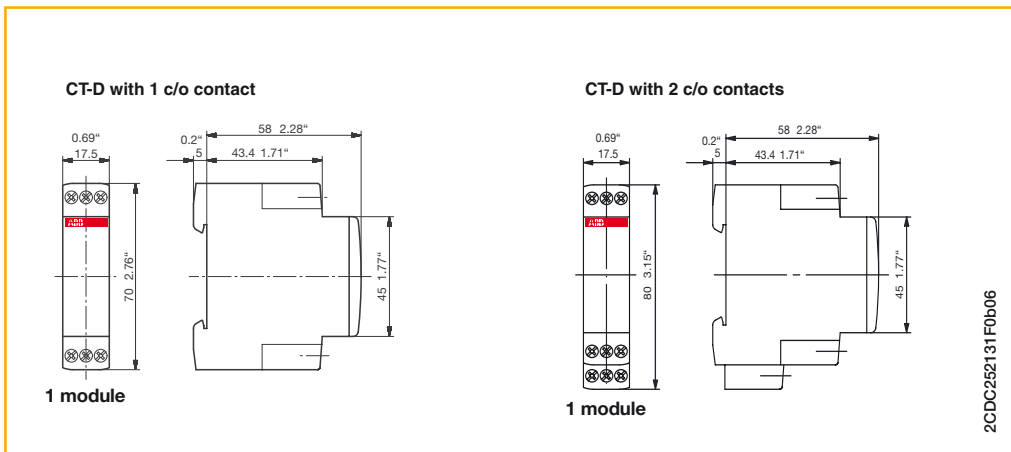 CT-D with 1 c/o contact
0.69“
17.5
0.2“
5
58 2.28“
43.4 1.71“
ABB
70 2.76“
45 1.77“
1 module
CT-D with 2 c/o contacts
0.69“
17.5
0.2“
5
58 2.28“
43.4 1.71“
ABB
80 3.15“
45 1.77“
1 module
2CDC252131F0b06